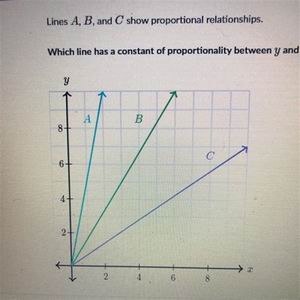 Lines A, B, and C show proportional relationships.
Which line has a constant of proportionality between y and
y
A
B
8
C
6
4
2
2
4
6
8
x